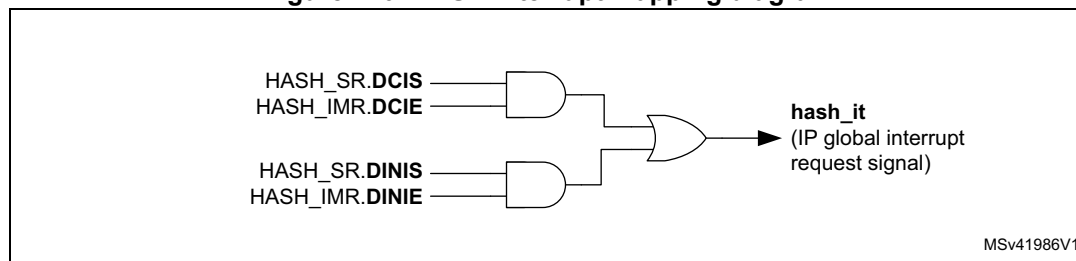 HASH_SR.DCIS
HASH_IMR.DCIE
HASH_SR.DINIS
HASH_IMR.DINIE
hash_it
(IP global interrupt
request signal)
MSv41986V1